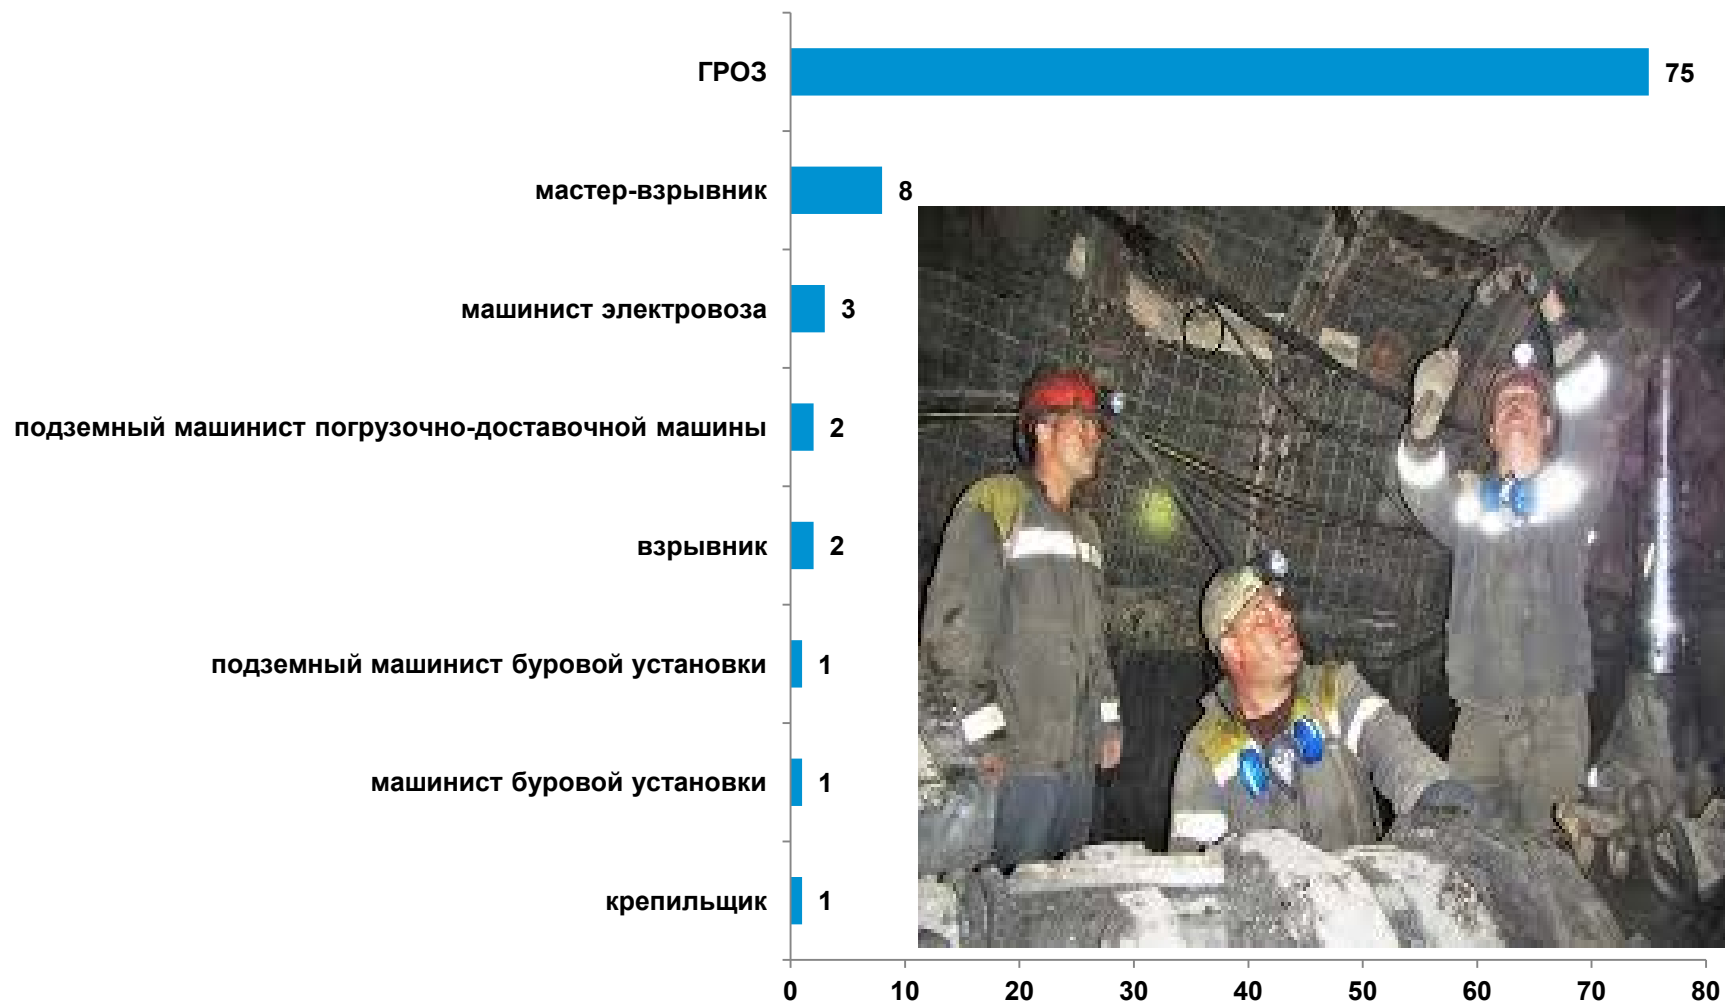 ГРОЗ 75
мастер-взрывник 8
машинист электровоза 3
подземный машинист погрузочно-доставочной машины 2
взрывник 2
подземный машинист буровой установки 1
машинист буровой установки 1
крепильщик 1
0 10 20 30 40 50 60 70 80